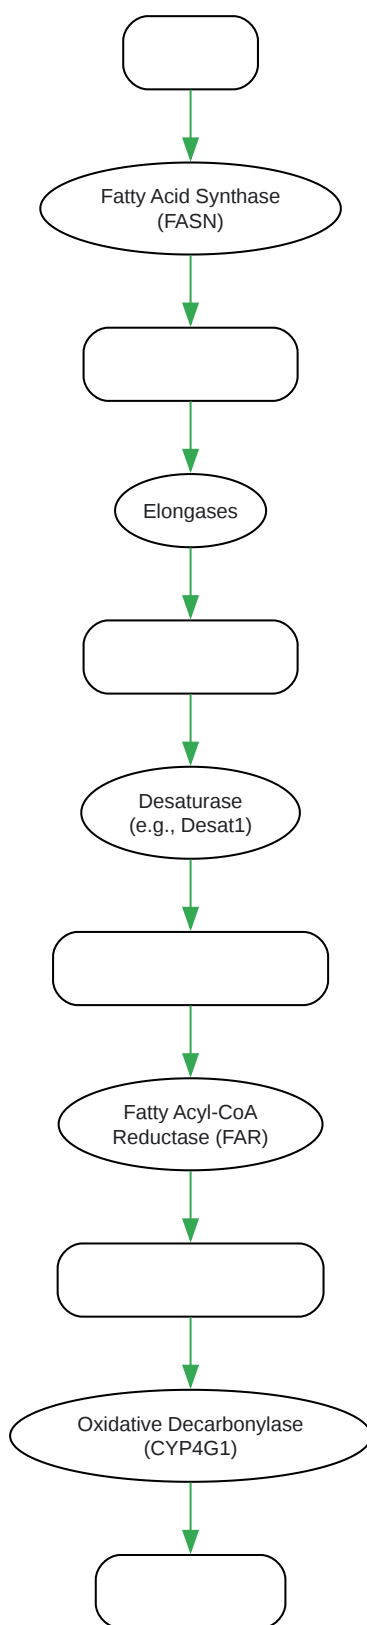 Fatty Acid Synthase
(FASN)
Elongases
Desaturase
(e.g., Desat1)
Fatty Acyl-CoA
Reductase (FAR)
Oxidative Decarbonylase
(CYP4G1)